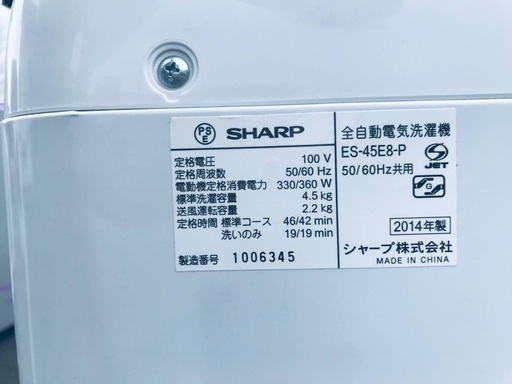 PS E SHARP
定格電圧 100 V
定格周波数 50/60 Hz
電動機定格消費電力 330/360 W
標準洗濯容量 4.5 kg
送風運転容量 2.2 kg
定格時間 標準コース 46/42 min
洗いのみ 19/19 min
製造番号 1006345
全自動電気洗濯機
ES-45E8-P
50/60Hz共用
JET
2014年製
シャープ株式会社
MADE IN CHINA